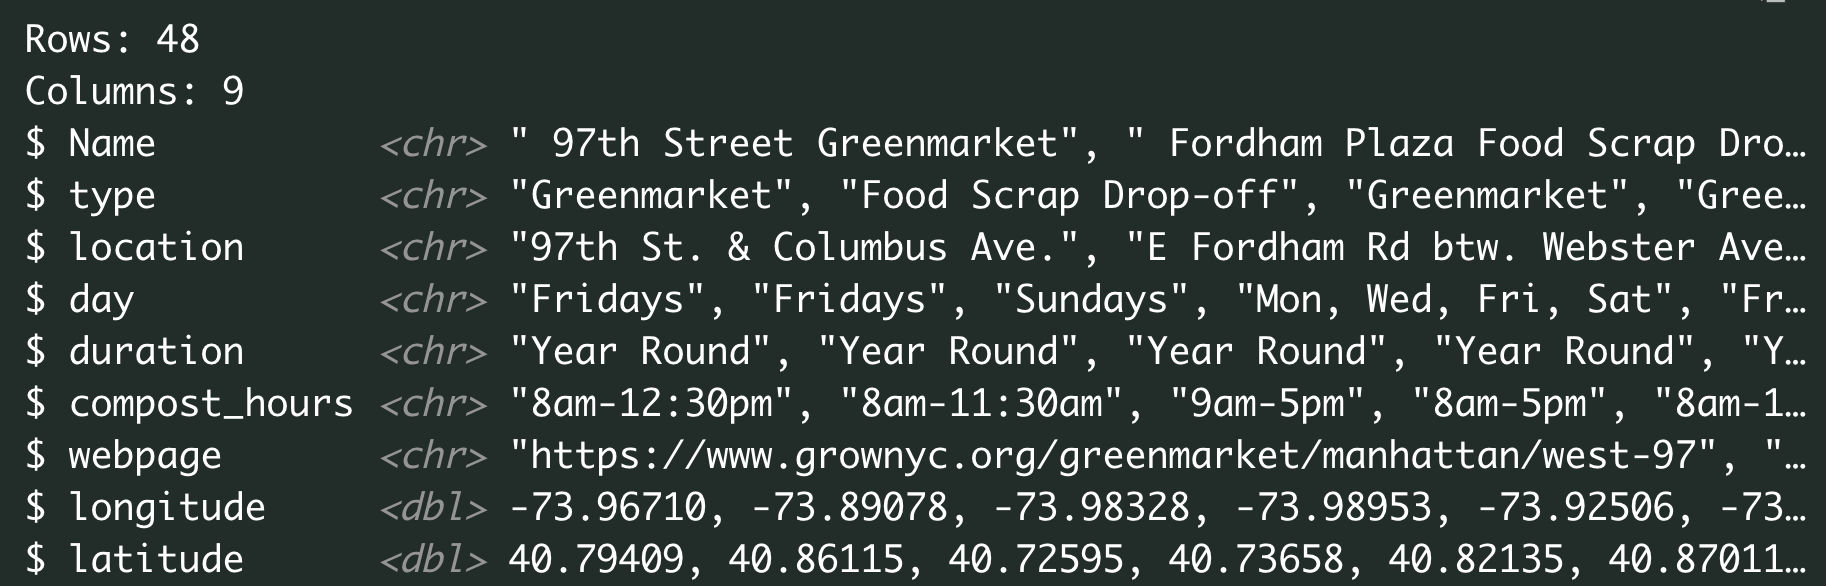 Rows: 48
Columns: 9
$ Name          <chr> " 97th Street Greenmarket", " Fordham Plaza Food Scrap Dro…
$ type          <chr> "Greenmarket", "Food Scrap Drop-off", "Greenmarket", "Gree…
$ location      <chr> "97th St. & Columbus Ave.", "E Fordham Rd btw. Webster Ave…
$ day           <chr> "Fridays", "Fridays", "Sundays", "Mon, Wed, Fri, Sat", "Fr…
$ duration      <chr> "Year Round", "Year Round", "Year Round", "Year Round", "Y…
$ compost_hours <chr> "8am-12:30pm", "8am-11:30am", "9am-5pm", "8am-5pm", "8am-1…
$ webpage       <chr> "https://www.grownyc.org/greenmarket/manhattan/west-97", "…
$ longitude     <dbl> -73.96710, -73.89078, -73.98328, -73.98953, -73.92506, -73…
$ latitude      <dbl> 40.79409, 40.86115, 40.72595, 40.73658, 40.82135, 40.87011…